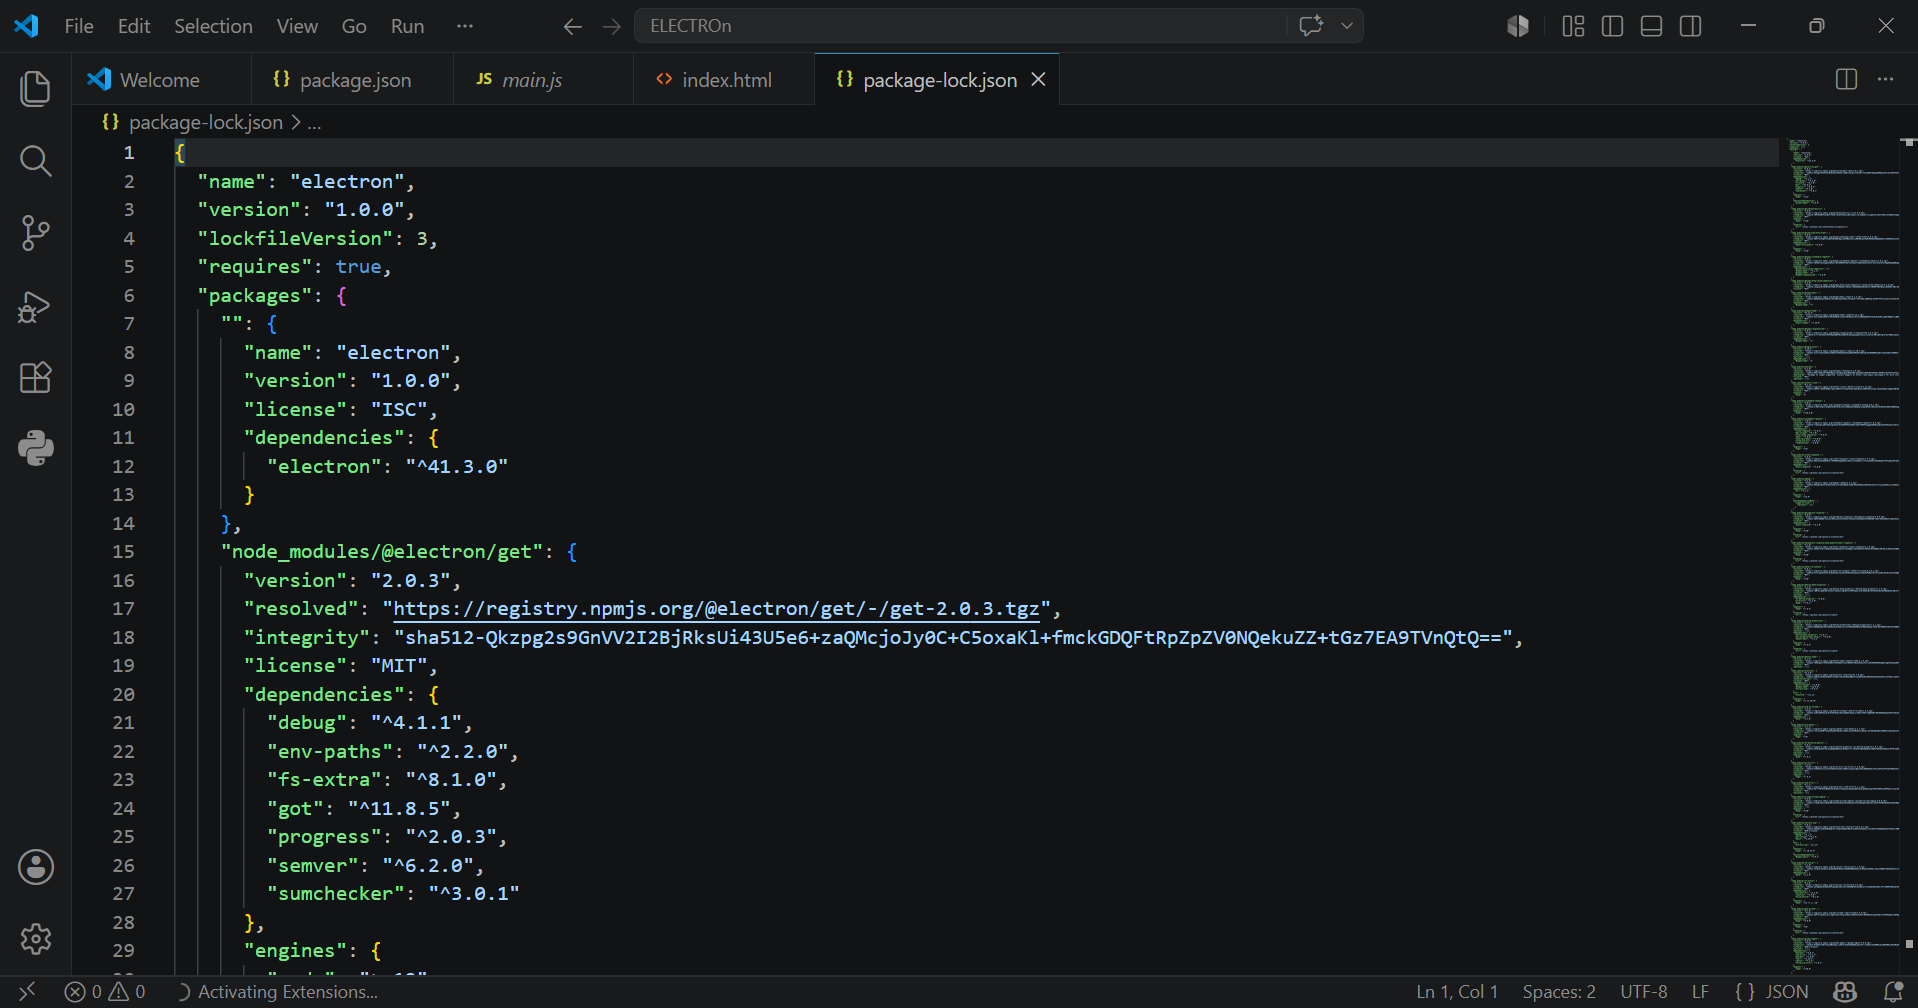 File Edit Selection View Go Run ··· ELECTROn
Welcome {} package.json JS main.js <> index.html {} package-lock.json
{} package-lock.json > ...
1 {
2 "name": "electron",
3 "version": "1.0.0",
4 "lockfileVersion": 3,
5 "requires": true,
6 "packages": {
7 "": {
8 "name": "electron",
9 "version": "1.0.0",
10 "license": "ISC",
11 "dependencies": {
12 "electron": "^41.3.0"
13 }
14 },
15 "node_modules/@electron/get": {
16 "version": "2.0.3",
17 "resolved": "https://registry.npmjs.org/@electron/get/-/get-2.0.3.tgz",
18 "integrity": "sha512-Qkzpg2s9GnVV2I2BjRksUi43U5e6+zaQMcjoJy0C+C5oxaKl+fmckGDQFtRpZpZV0NQekuZZ+tGz7EA9TVnQtQ==",
19 "license": "MIT",
20 "dependencies": {
21 "debug": "^4.1.1",
22 "env-paths": "^2.2.0",
23 "fs-extra": "^8.1.0",
24 "got": "^11.8.5",
25 "progress": "^2.0.3",
26 "semver": "^6.2.0",
27 "sumchecker": "^3.0.1"
28 },
29 "engines": {
0 0 Activating Extensions... Ln 1, Col 1 Spaces: 2 UTF-8 LF {} JSON